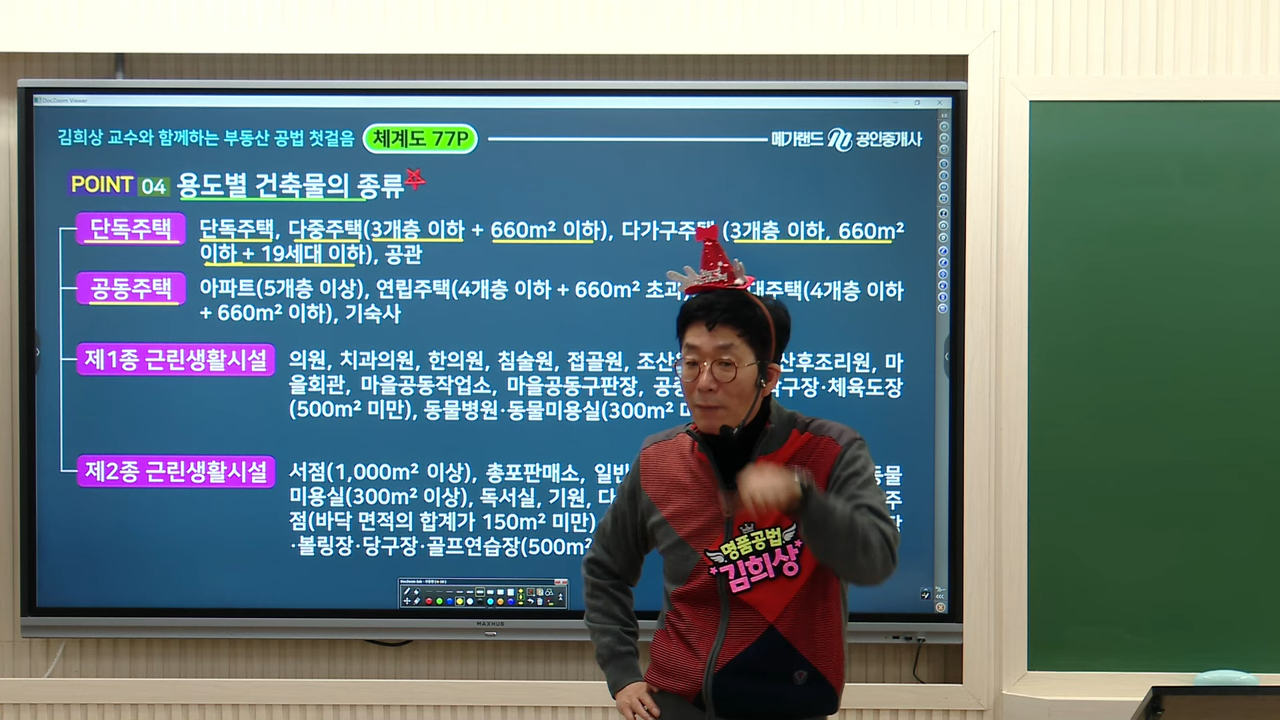 DocZoom Viewer
김희상 교수와 함께하는 부동산 공법 첫걸음 체계도 77P 메가랜드 공인중개사
POINT 04 용도별 건축물의 종류
단독주택 단독주택, 다중주택(3개층 이하 + 660m² 이하), 다가구주택 (3개층 이하, 660m²
이하 + 19세대 이하), 공관
공동주택 아파트(5개층 이상), 연립주택(4개층 이하 + 660m² 초과), 대주택(4개층 이하
+ 660m² 이하), 기숙사
제1종 근린생활시설 의원, 치과의원, 한의원, 침술원, 접골원, 조산 산후조리원, 마
을회관, 마을공동작업소, 마을공동구판장, 공중 구장·체육도장
(500m² 미만), 동물병원·동물미용실(300m²
제2종 근린생활시설 서점(1,000m² 이상), 총포판매소, 일반 동물
미용실(300m² 이상), 독서실, 기원, 주
점(바닥 면적의 합계가 150m² 미만)
·볼링장·당구장·골프연습장(500m²
명품공법
김희상
MAXHUB